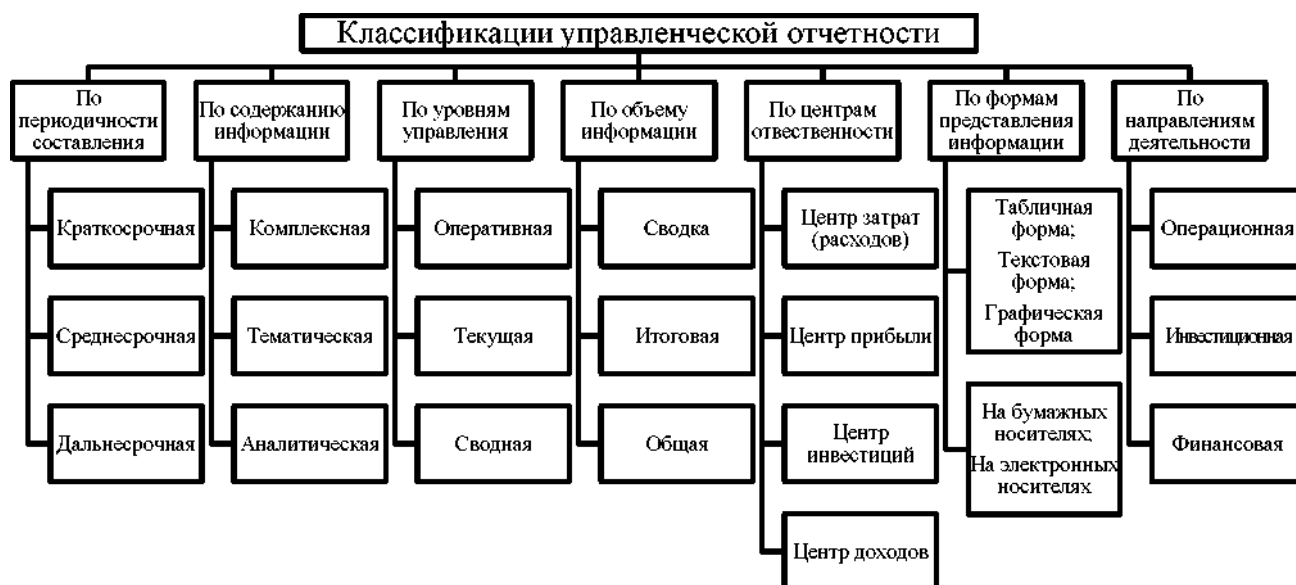 Классификации управленческой отчетности
По
периодичности
составления
Краткосрочная
Среднесрочная
Дальнесрочная
По содержанию
информации
Комплексная
Тематическая
Аналитическая
По уровням
управления
Оперативная
Текущая
Сводная
По объему
информации
Сводка
Итоговая
Общая
По центрам
отвественности
Центр затрат
(расходов)
Центр прибыли
Центр
инвестиций
Центр доходов
По формам
представления
информации
Табличная
форма;
Текстовая
форма;
Графическая
форма
На бумажных
носителях;
На электронных
носителях
По
направлениям
деятельности
Операционная
Инвестиционная
Финансовая